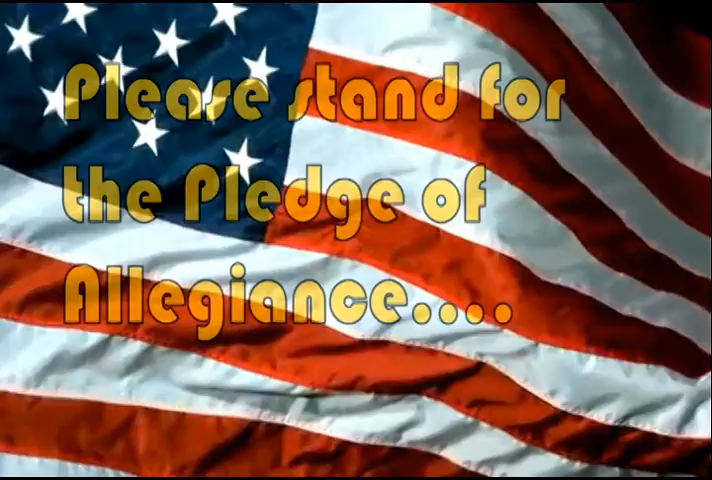 Please stand for
the Pledge of
Allegiance....